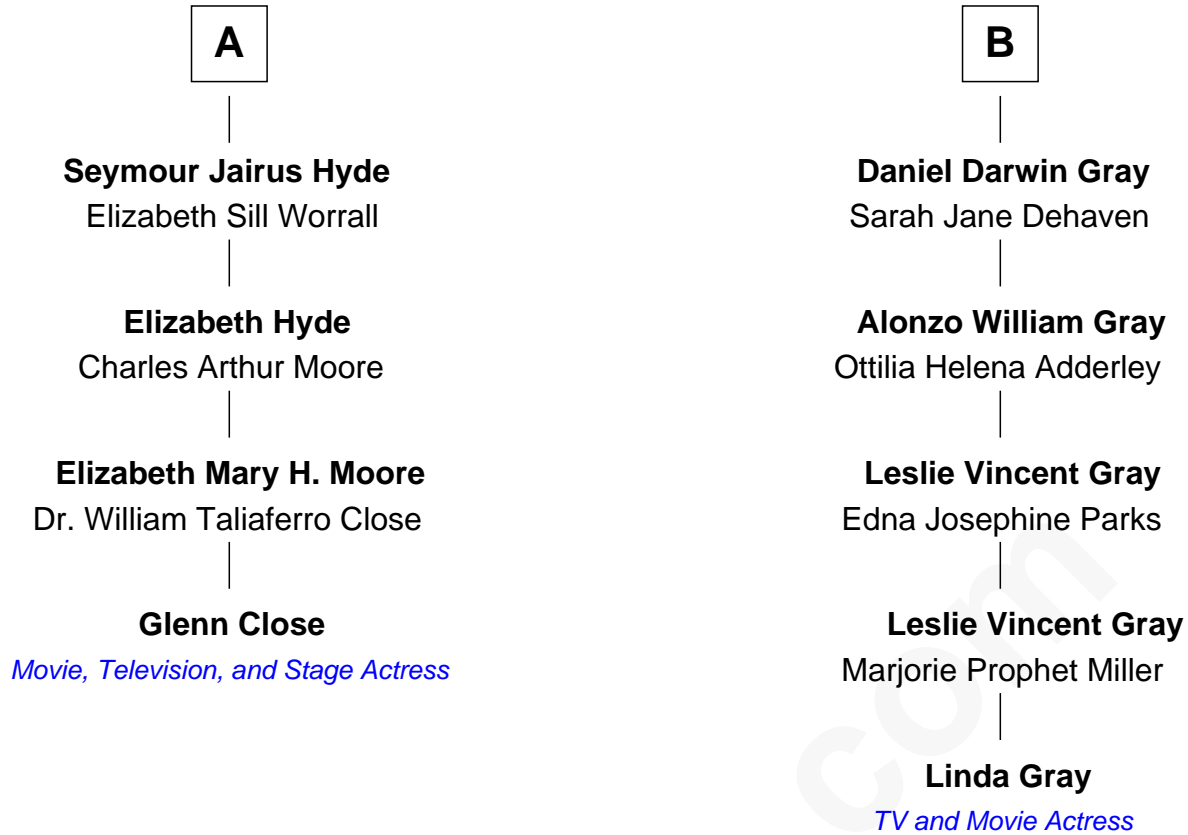 A
Seymour Jairus Hyde
Elizabeth Sill Worrall
Elizabeth Hyde
Charles Arthur Moore
Elizabeth Mary H. Moore
Dr. William Taliaferro Close
Glenn Close
Movie, Television, and Stage Actress
B
Daniel Darwin Gray
Sarah Jane Dehaven
Alonzo William Gray
Ottilia Helena Adderley
Leslie Vincent Gray
Edna Josephine Parks
Leslie Vincent Gray
Marjorie Prophet Miller
Linda Gray
TV and Movie Actress
com